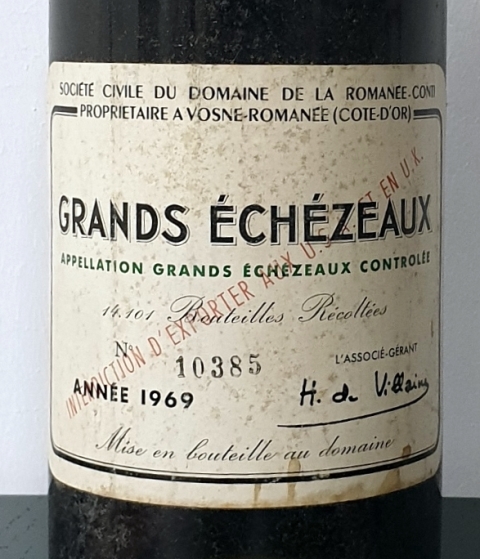 SOCIÉTÉ CIVILE DU DOMAINE DE LA ROMANÉE-CONTI
PROPRIÉTAIRE A VOSNE-ROMANÉE (COTE-D'OR)
GRANDS ÉCHÉZEAUX
APPELLATION GRANDS ÉCHÉZEAUX CONTROLÉE
INTERDICTION D'EXPORTER AUX U.S. ET EN U.K.
14.101 Bouteilles Récoltées
N° 10385
L'ASSOCIÉ-GÉRANT
ANNÉE 1969
H. de Villaine
Mise en bouteille au domaine